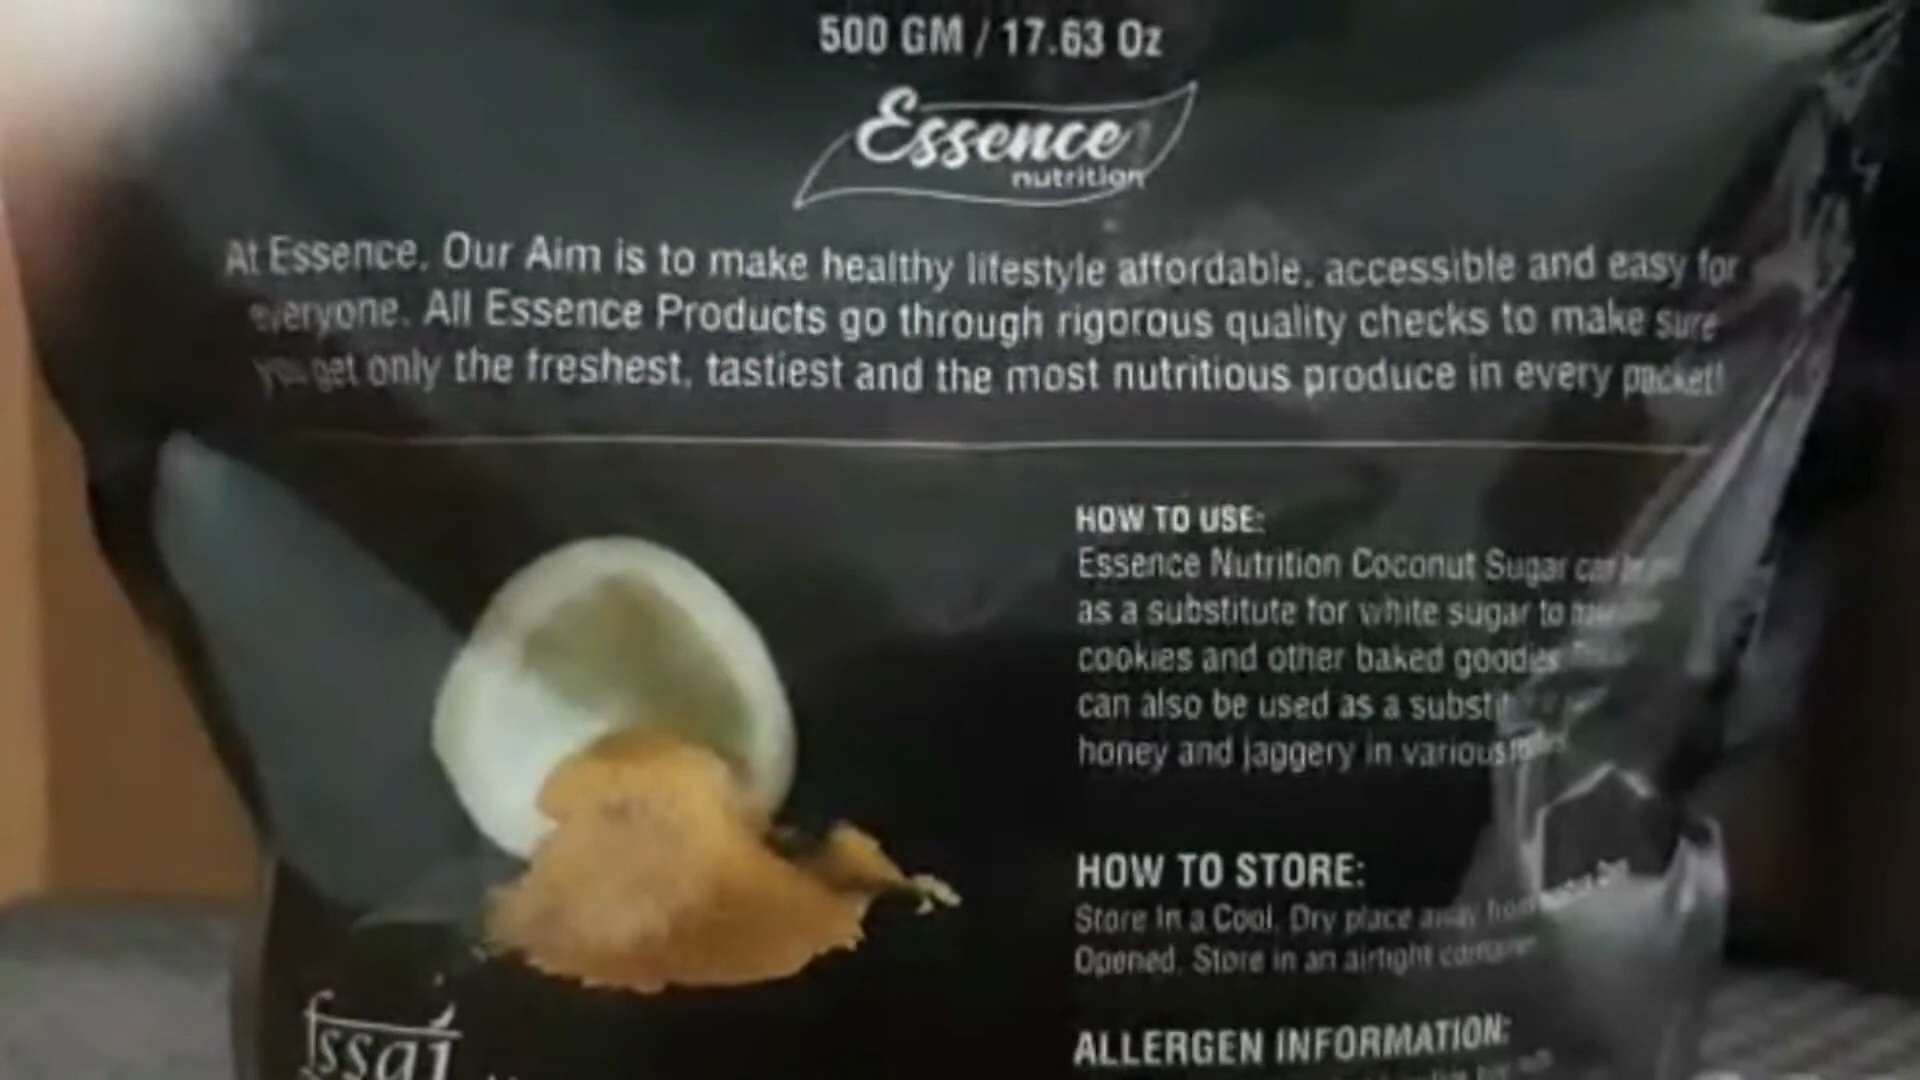 500 GM / 17.63 Oz
Essence
nutrition
At Essence, Our Aim is to make healthy lifestyle affordable, accessible and easy for
everyone. All Essence Products go through rigorous quality checks to make sure
you get only the freshest, tastiest and the most nutritious produce in every packet!
HOW TO USE:
Essence Nutrition Coconut Sugar can
as a substitute for white sugar to
cookies and other baked goodies
can also be used as a
honey and jaggery in various
HOW TO STORE:
Store In a Cool, Dry place away from
Opened, Store in an airtight
fssai
ALLERGEN INFORMATION: